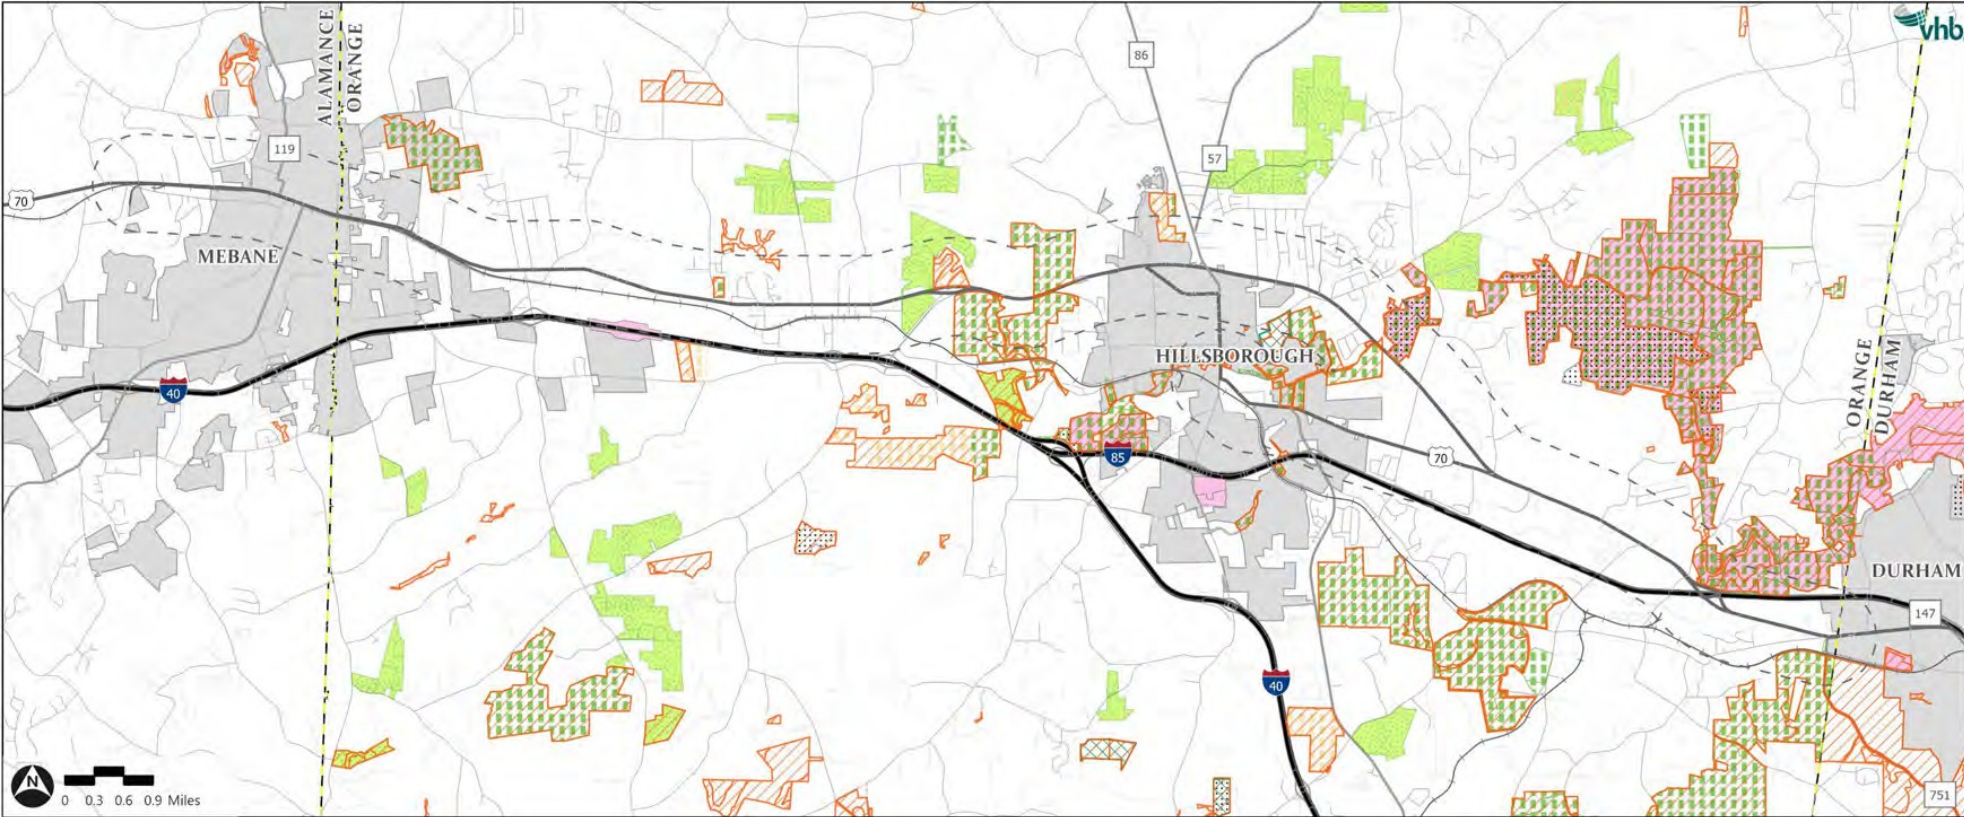 vhb
ALAMANCE
ORANGE
86
119
57
70
MEBANE
HILLSBOROUGH
40
85
70
ORANGE
DURHAM
DURHAM
147
40
N
0 0.3 0.6 0.9 Miles
751